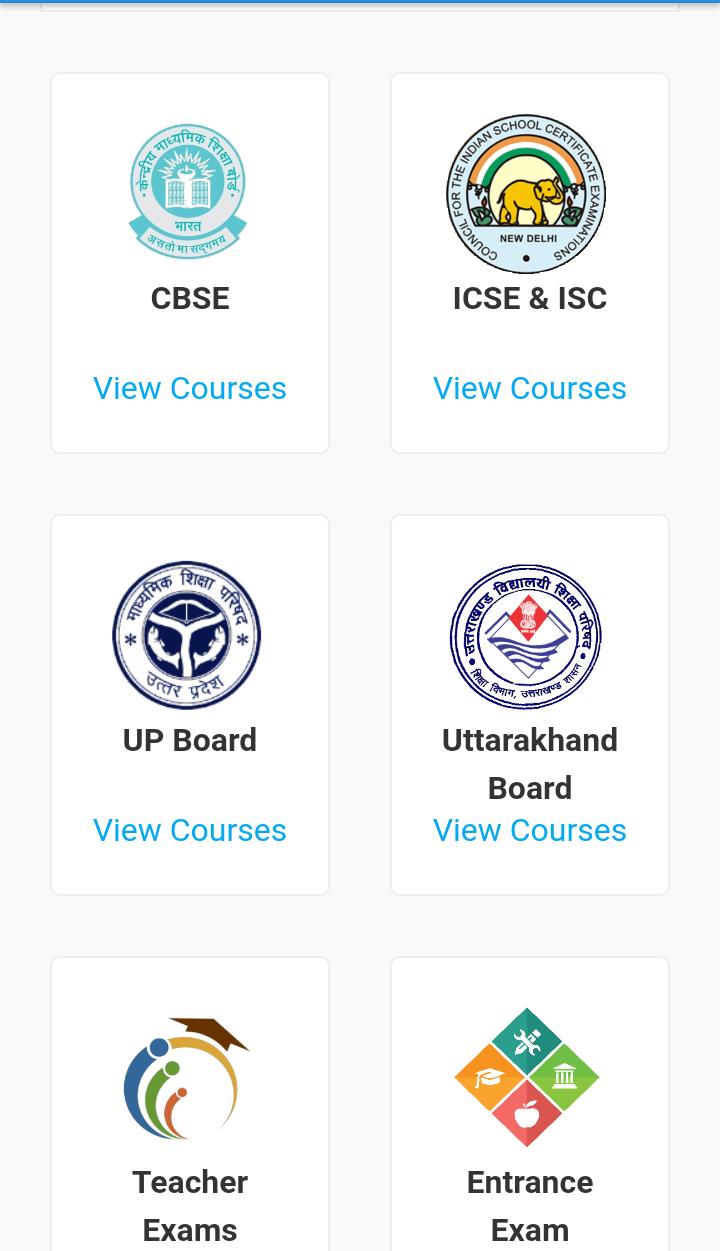 केन्द्रीय माध्यमिक शिक्षा बोर्ड
भारत
असतो मा सद्गमय
CBSE
View Courses
COUNCIL FOR THE INDIAN SCHOOL CERTIFICATE EXAMINATIONS
NEW DELHI
ICSE & ISC
View Courses
माध्यमिक शिक्षा परिषद
उत्तर प्रदेश
UP Board
View Courses
उत्तराखण्ड विद्यालयी शिक्षा परिषद
शिक्षा विभाग, उत्तराखण्ड शासन
Uttarakhand
Board
View Courses
Teacher
Exams
Entrance
Exam